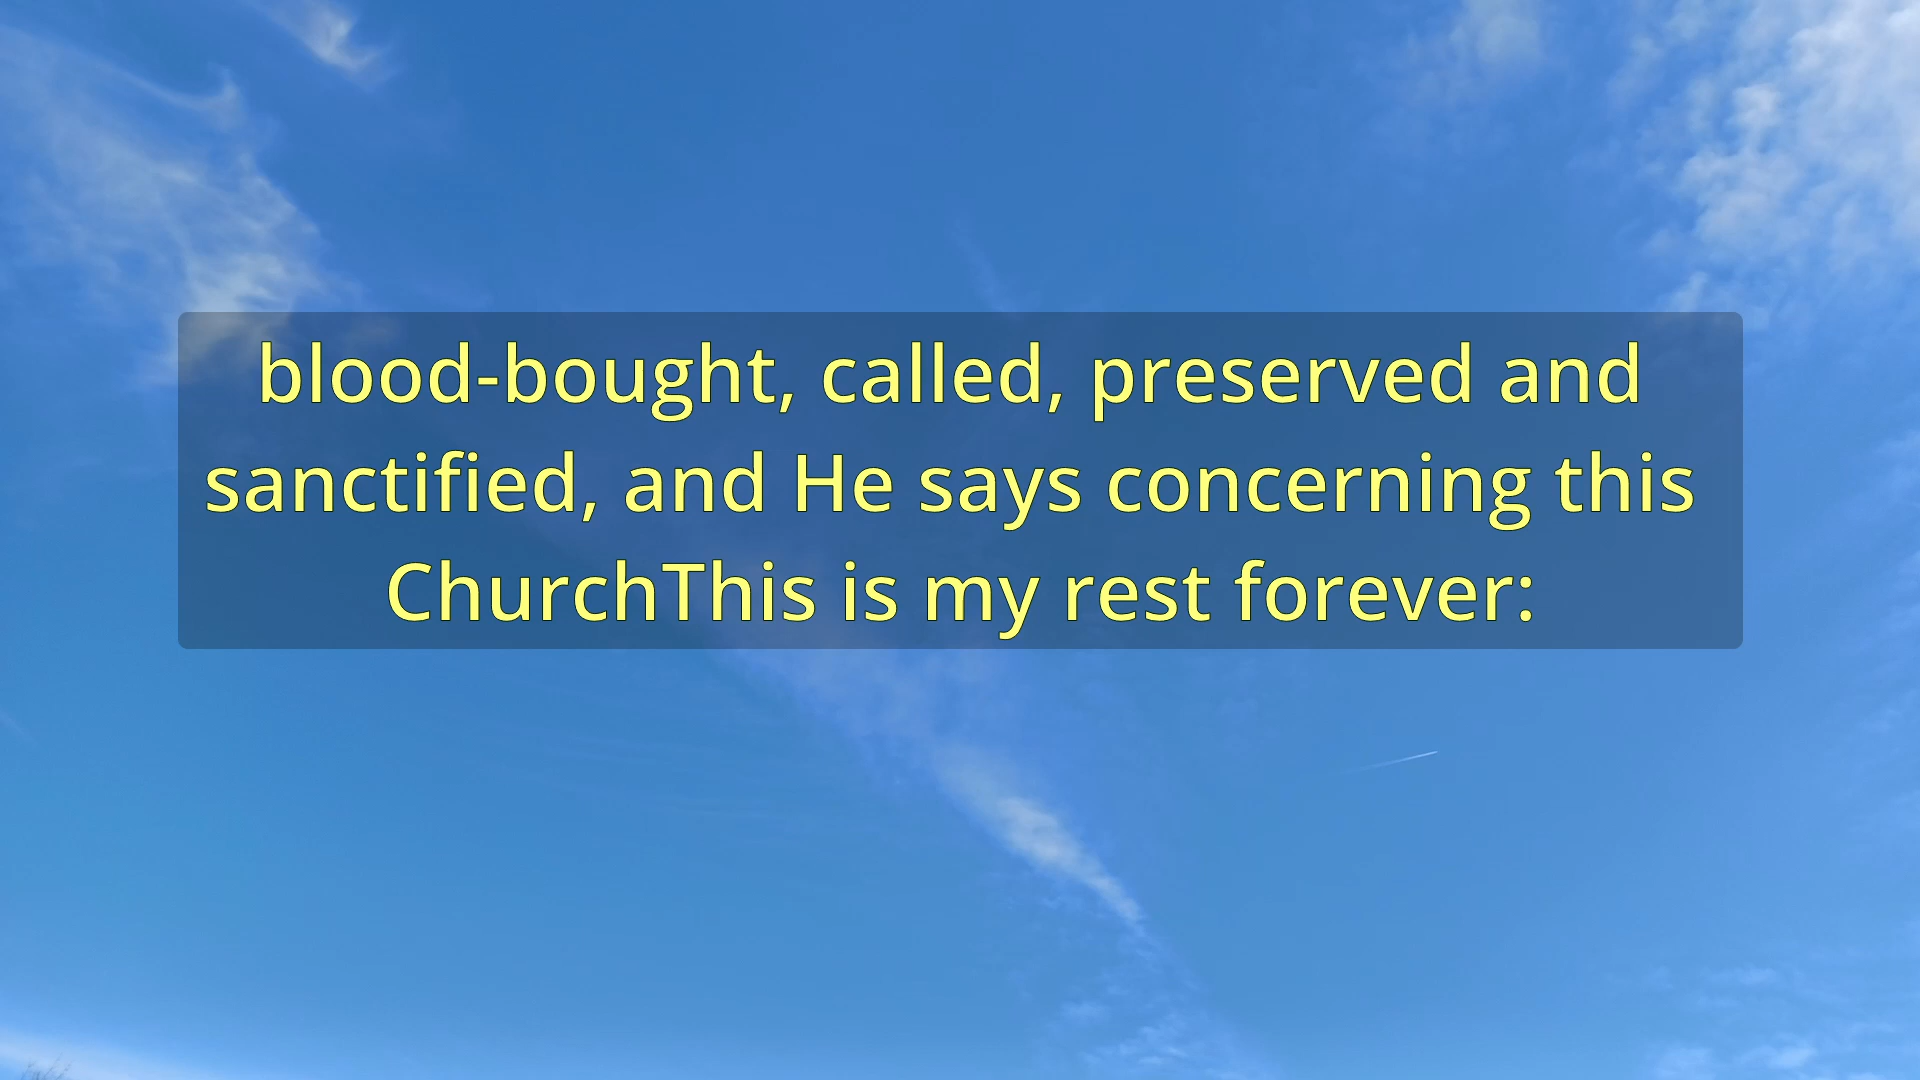 blood-bought, called, preserved and
sanctified, and He says concerning this
ChurchThis is my rest forever: